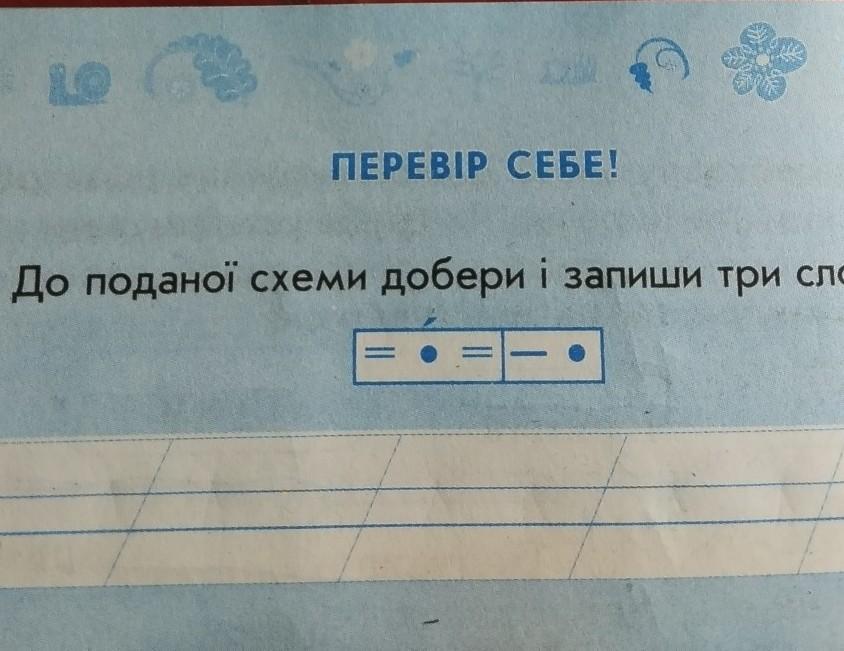 ПЕРЕВІР СЕБЕ!
До поданої схеми добери і запиши три